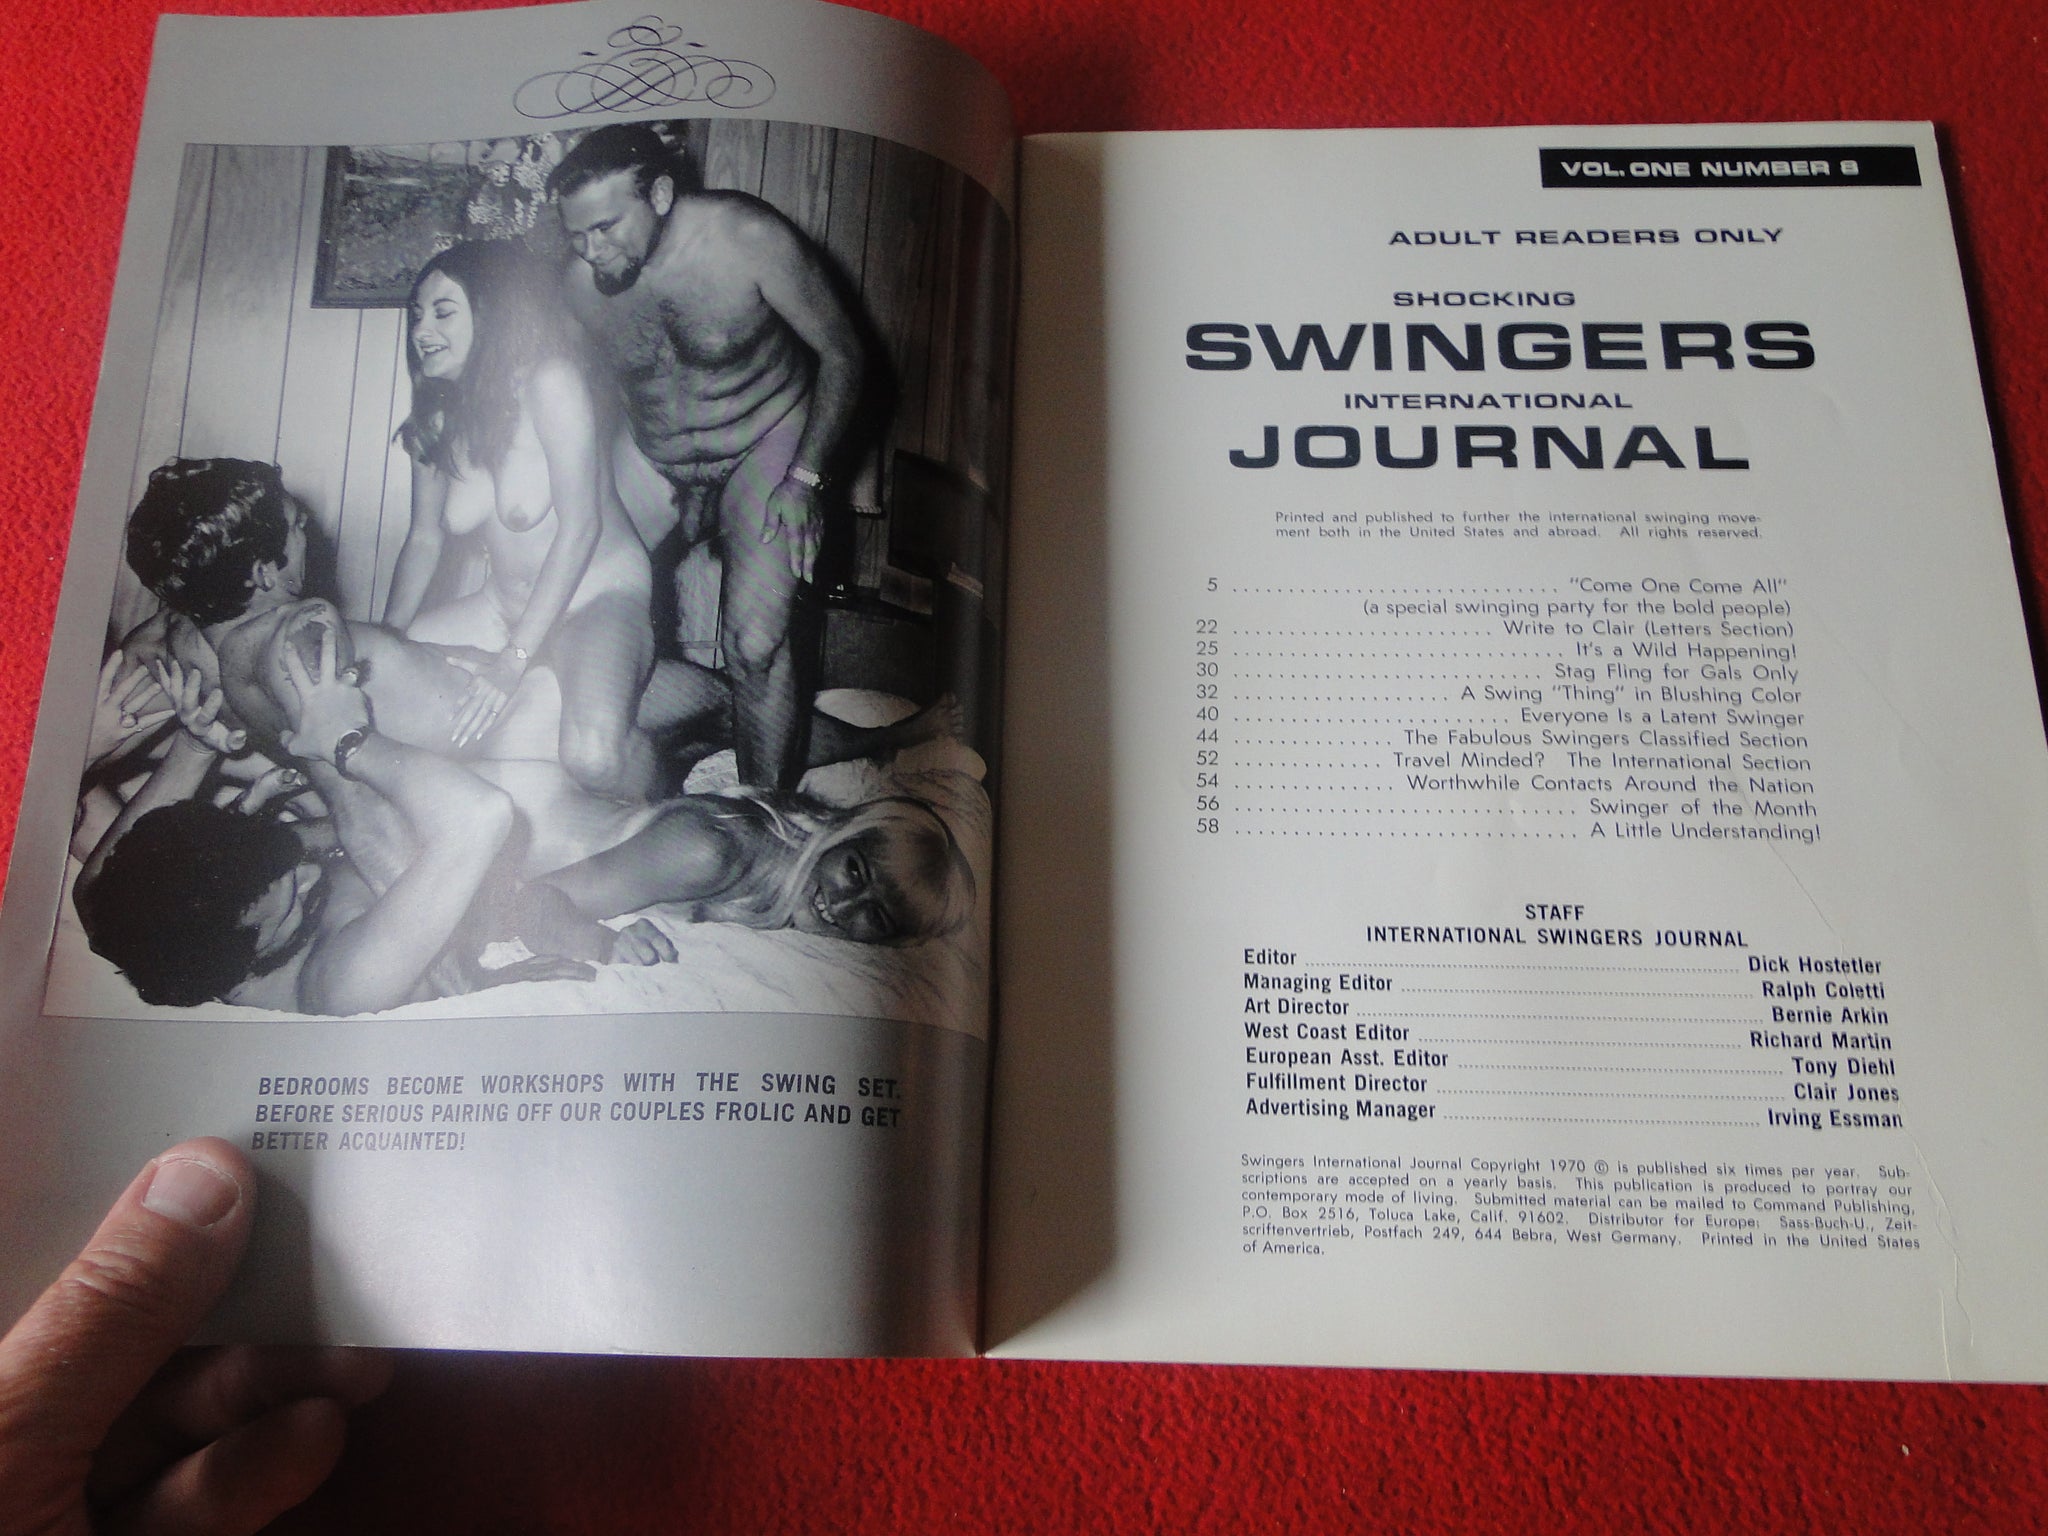 BEDROOMS BECOME WORKSHOPS WITH THE SWING SET.
BEFORE SERIOUS PAIRING OFF OUR COUPLES FROLIC AND GET
BETTER ACQUAINTED!
VOL. ONE NUMBER 8
ADULT READERS ONLY
SHOCKING
SWINGERS
INTERNATIONAL
JOURNAL
Printed and published to further the international swinging move-
ment both in the United States and abroad. All rights reserved.
5 .............................. "Come One Come All"
(a special swinging party for the bold people)
22 ........................ Write to Clair (Letters Section)
25 ............................... It's a Wild Happening!
30 ............................. Stag Fling for Gals Only
32 .................... A Swing "Thing" in Blushing Color
40 .......................... Everyone Is a Latent Swinger
44 .............. The Fabulous Swingers Classified Section
52 ............. Travel Minded? The International Section
54 .............. Worthwhile Contacts Around the Nation
56 ................................ Swinger of the Month
58 ................................ A Little Understanding!
STAFF
INTERNATIONAL SWINGERS JOURNAL
Editor ........................................ Dick Hostetler
Managing Editor ........................................ Ralph Coletti
Art Director ........................................ Bernie Arkin
West Coast Editor ........................................ Richard Martin
European Asst. Editor ........................................ Tony Diehl
Fulfillment Director ........................................ Clair Jones
Advertising Manager ........................................ Irving Essman
Swingers International Journal Copyright 1970 © is published six times per year. Sub-
scriptions are accepted on a yearly basis. This publication is produced to portray our
contemporary mode of living. Submitted material can be mailed to Command Publishing,
P.O. Box 2516, Toluca Lake, Calif. 91602. Distributor for Europe: Sass-Buch-U., Zeit-
scriftenvertrieb, Postfach 249, 644 Bebra, West Germany. Printed in the United States
of America.